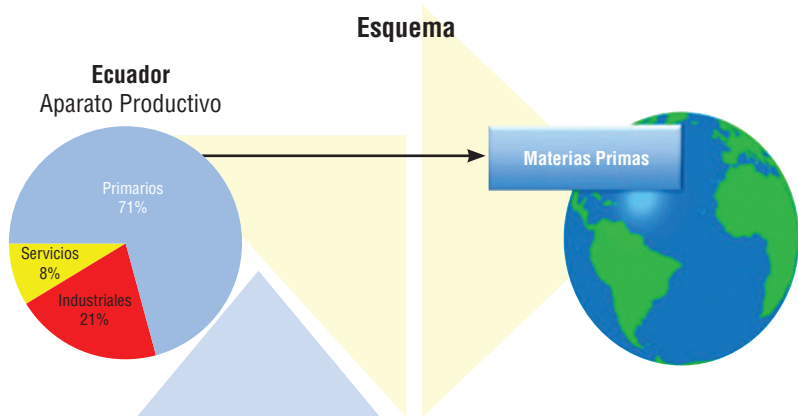 Esquema
Ecuador
Aparato Productivo
Primarios
71%
Servicios
8%
Industriales
21%
Materias Primas